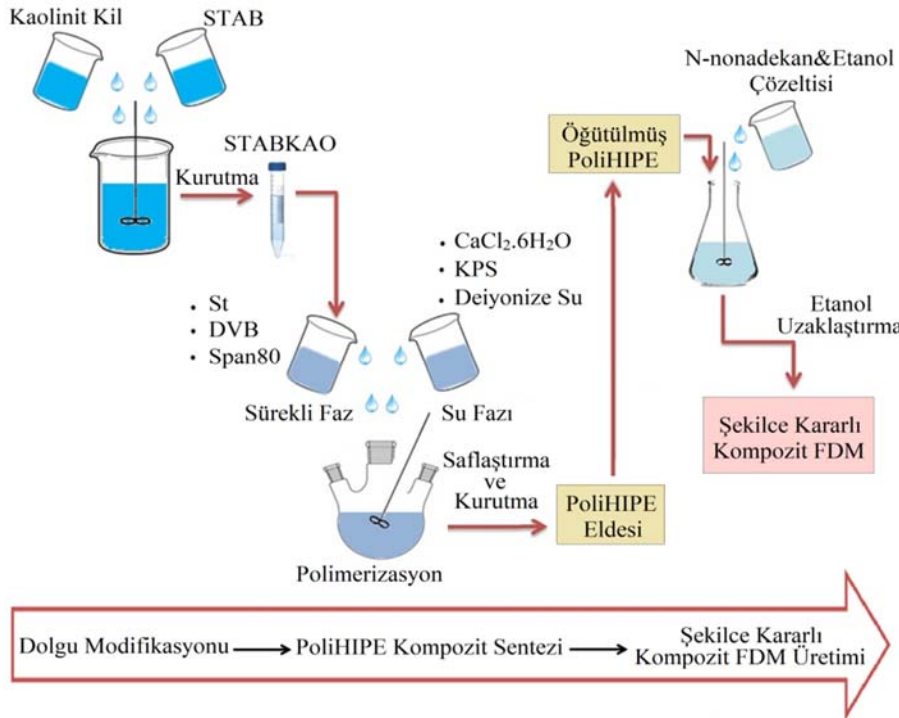 Kaolinit Kil
STAB
STABKAO
Kurutma
• St
• DVB
• Span80
• CaCl₂.6H₂O
• KPS
• Deiyonize Su
Sürekli Faz
Su Fazı
Polimerizasyon
Saflaştırma
ve
Kurutma
PoliHIPE
Eldesi
Öğütülmüş
PoliHIPE
N-nonadekan&Etanol
Çözeltisi
Etanol
Uzaklaştırma
Şekilce Kararlı
Kompozit FDM
Dolgu Modifikasyonu
PoliHIPE Kompozit Sentezi
Şekilce Kararlı
Kompozit FDM Üretimi